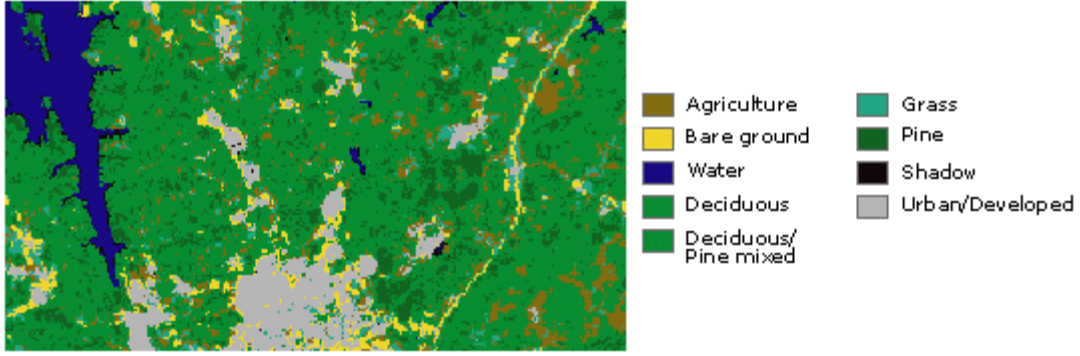 Agriculture
Bare ground
Water
Deciduous
Deciduous/
Pine mixed
Grass
Pine
Shadow
Urban/Developed